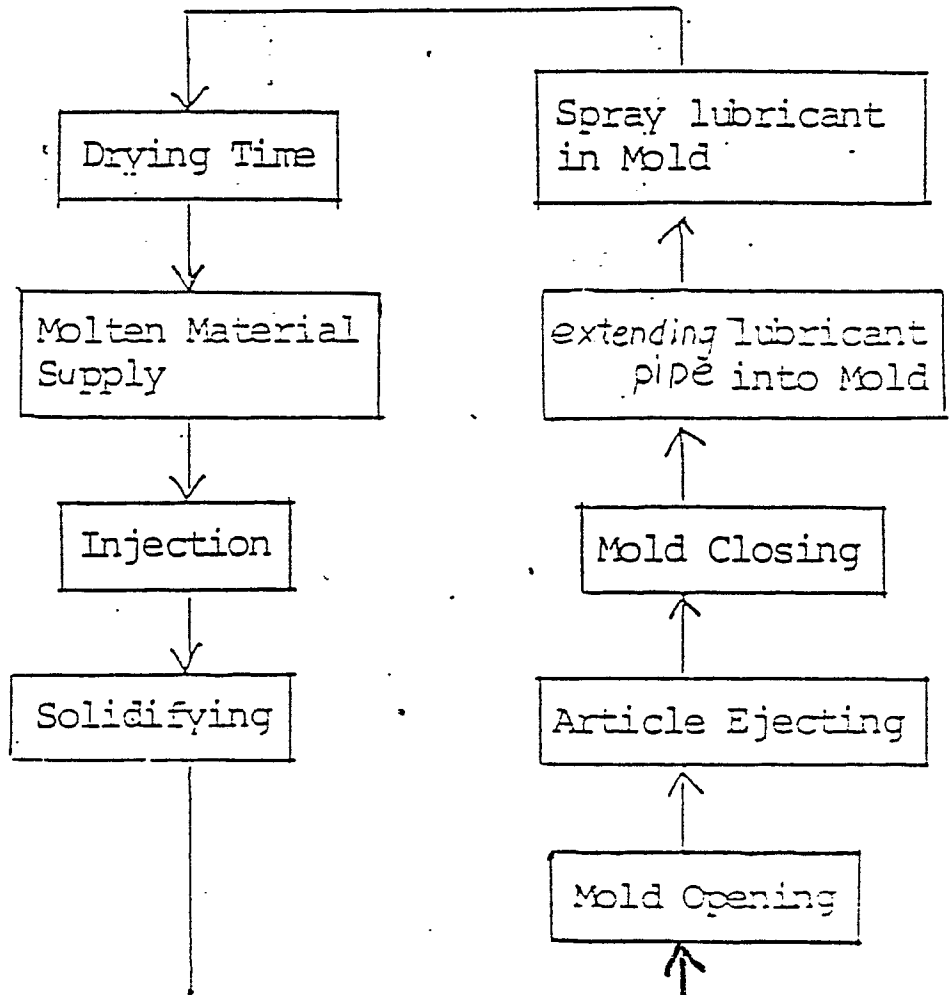 Drying Time
Molten Material
Supply
Injection
Solidifying
Spray lubricant
in Mold
extending lubricant
pipe into Mold
Mold Closing
Article Ejecting
Mold Opening